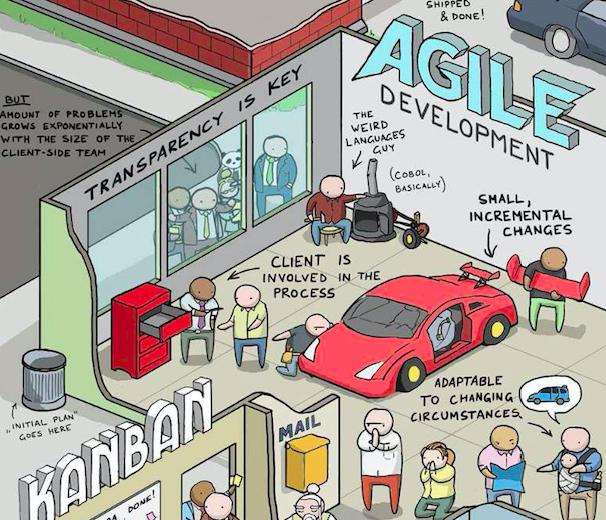 SHIPPED
& DONE!
AGILE
DEVELOPMENT
BUT
AMOUNT OF PROBLEMS
GROWS EXPONENTIALLY
WITH THE SIZE OF THE
CLIENT-SIDE TEAM
TRANSPARENCY IS KEY
THE
WEIRD
LANGUAGES
GUY
(COBOL,
BASICALLY)
SMALL,
INCREMENTAL
CHANGES
CLIENT IS
INVOLVED IN THE
PROCESS
ADAPTABLE
TO CHANGING
CIRCUMSTANCES
"INITIAL PLAN"
GOES HERE
KANBAN
MAIL
DONE!